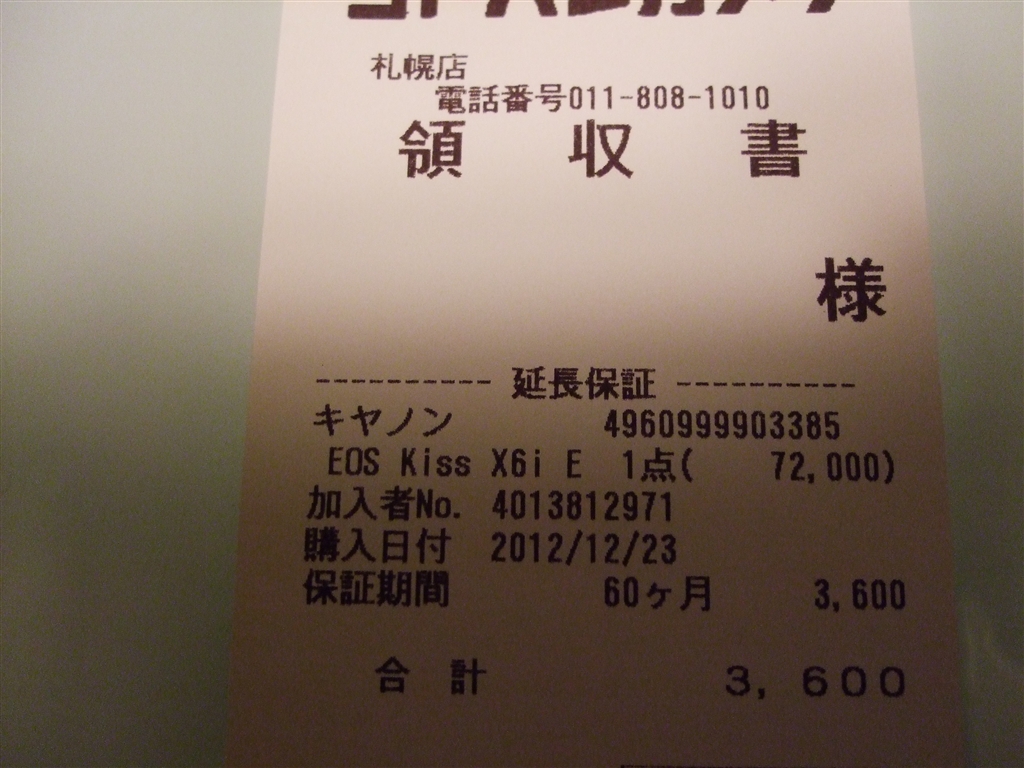 札幌店
電話番号011-808-1010
領 収 書
様
---------- 延長保証 ----------
キヤノン 4960999903385
EOS Kiss X6i E 1点( 72,000)
加入者No. 4013812971
購入日付 2012/12/23
保証期間 60ヶ月 3,600
合 計 3,600